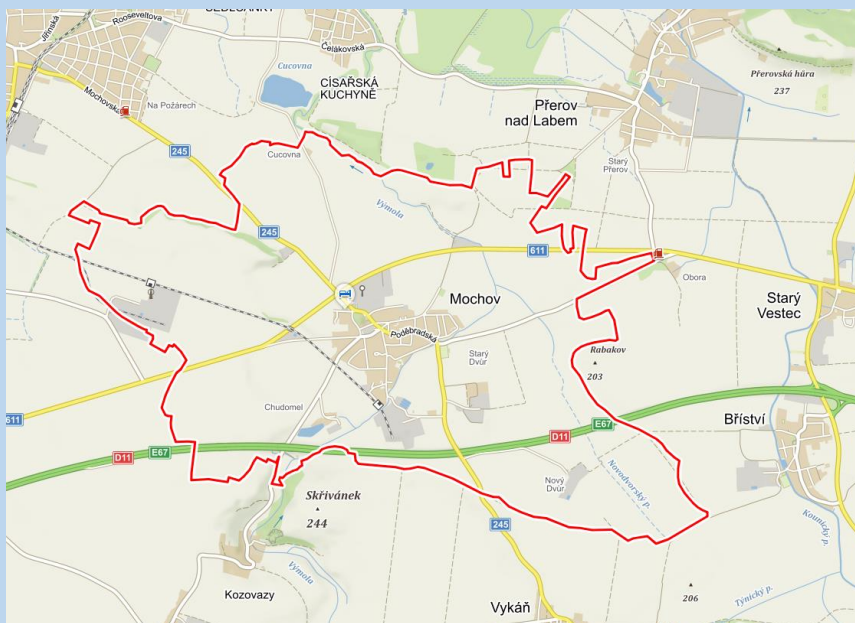 SEDLČÁNKY
Jiřinská
Rooseveltova
Čelákovská
Cucovna
CÍSAŘSKÁ
KUCHYNĚ
Přerovská hůra
237
Mochovská
Na Požárech
Přerov
nad Labem
245
Cucovna
Starý
Přerov
Výmola
245
611
Obora
Mochov
Starý
Vestec
Poděbradská
Starý
Dvůr
Rabakov
203
Chudomel
611
Bříství
E67
D11
E67
D11
Skřivánek
244
Nový
Dvůr
Novodvorský p.
245
Kounický p.
Výmola
Kozovazy
Týnický p.
206
Vykáň